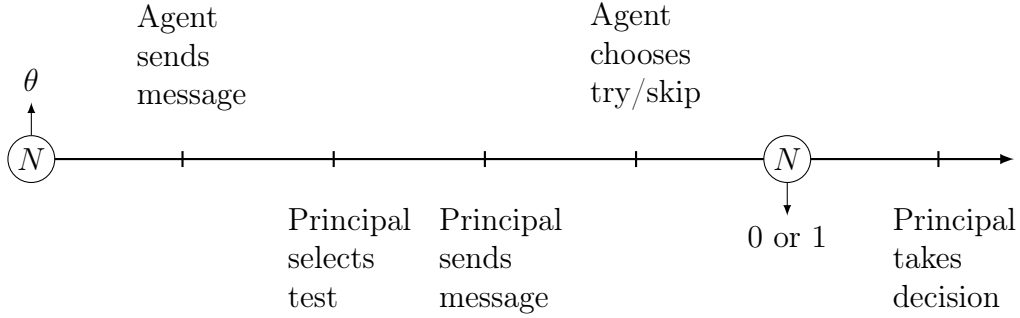 Agent
sends
message
Agent
chooses
try/skip
θ
N
N
Principal
selects
test
Principal
sends
message
0 or 1
Principal
takes
decision